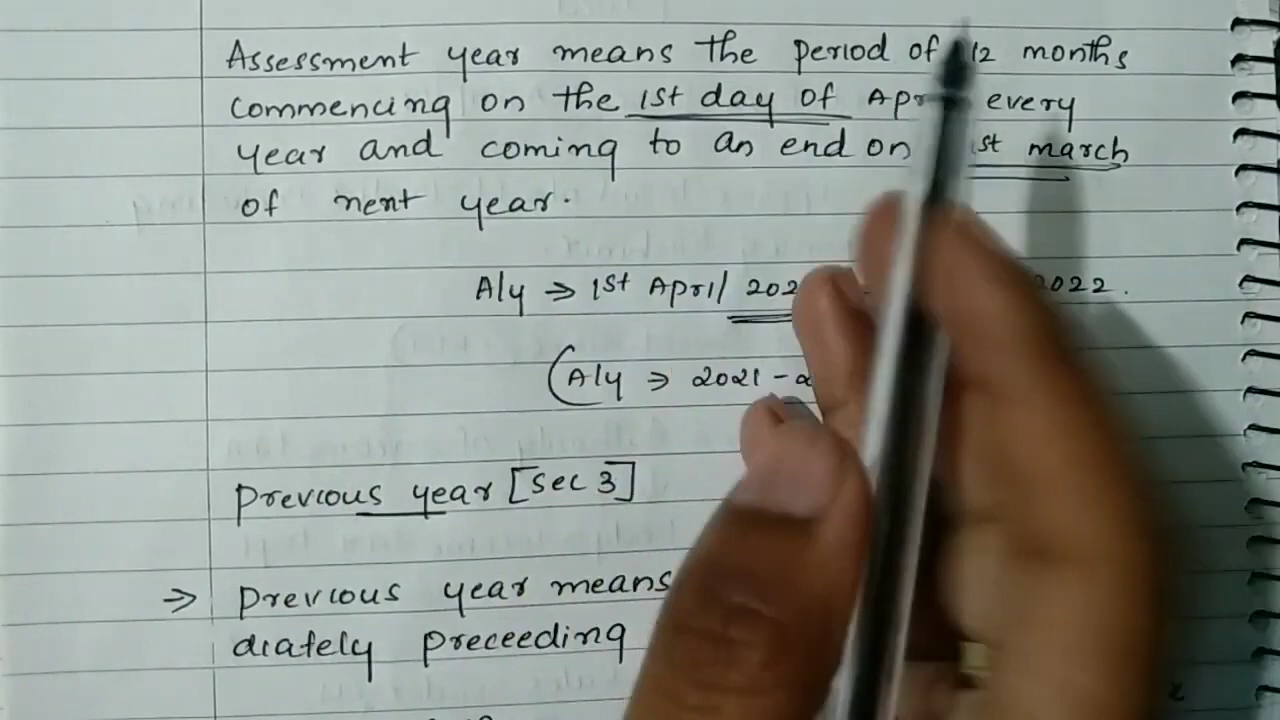 Assessment year means the period of 12 months
commencing on the 1st day of every
year and coming to an end on march
of nent year.
A/y ⇒ 1st April 2022.
(A/y ⇒ 2021-
Previous year [Sec 3]
⇒ Previous year means
diately preceeding